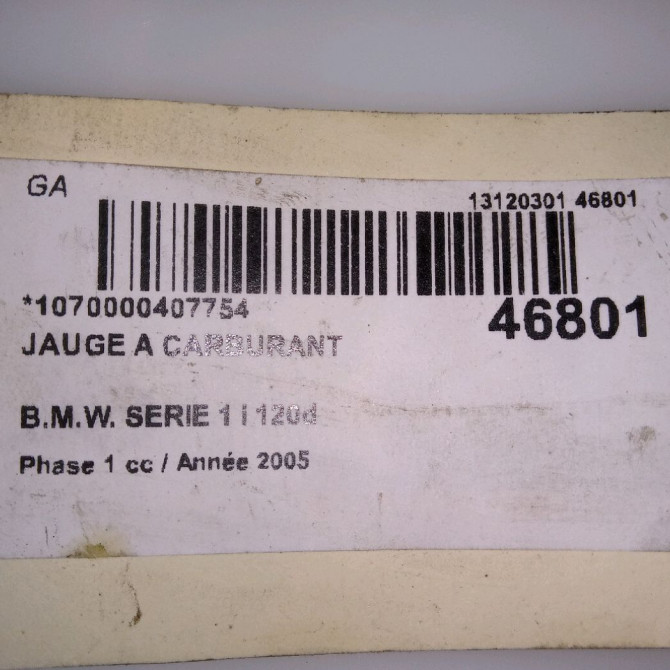 GA
13120301 46801
*1070000407754
46801
JAUGE A CARBURANT
B.M.W. SERIE 1 I 120d
Phase 1 cc / Année 2005